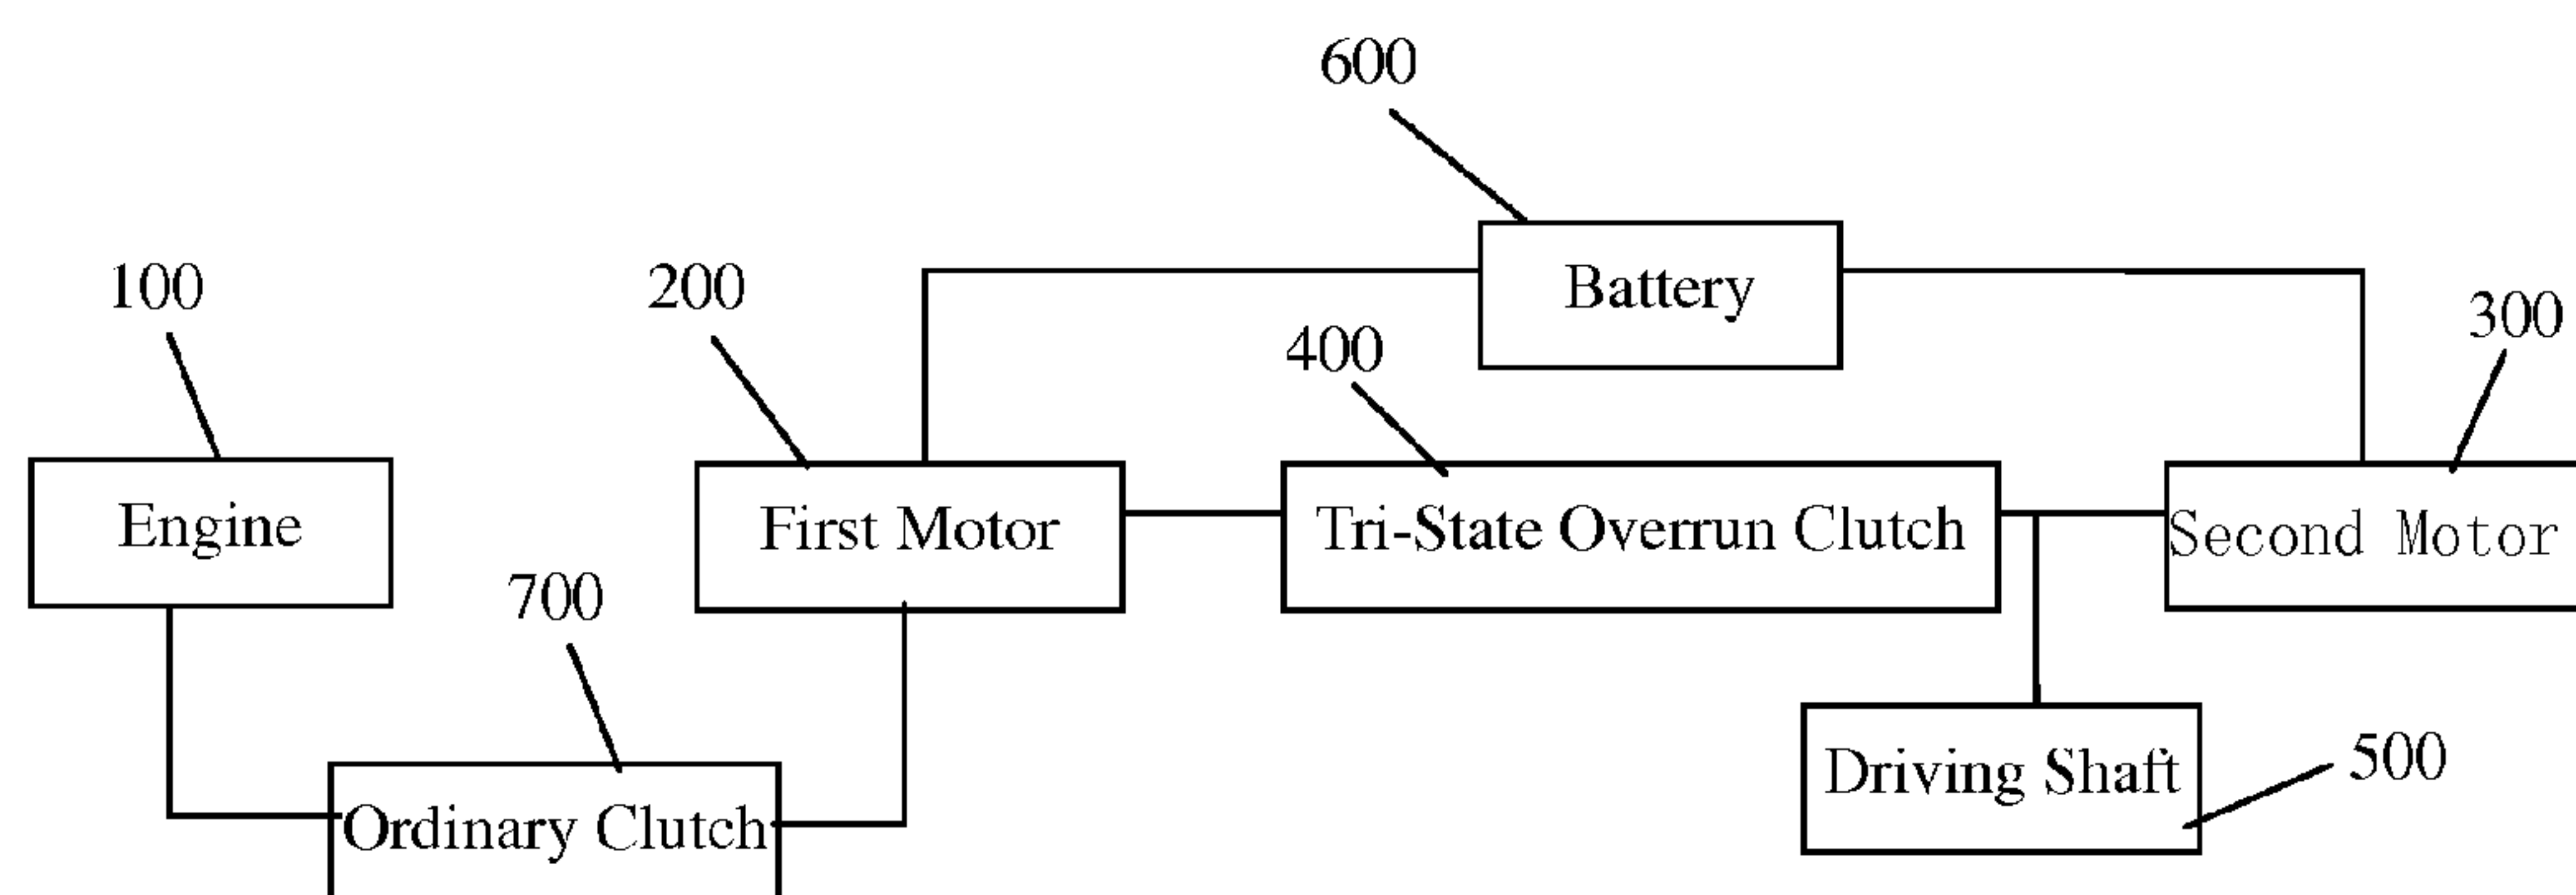 600
100
200
Battery
300
400
Engine
First Motor
Tri-State Overrun Clutch
Second Motor
700
Driving Shaft
500
Ordinary Clutch